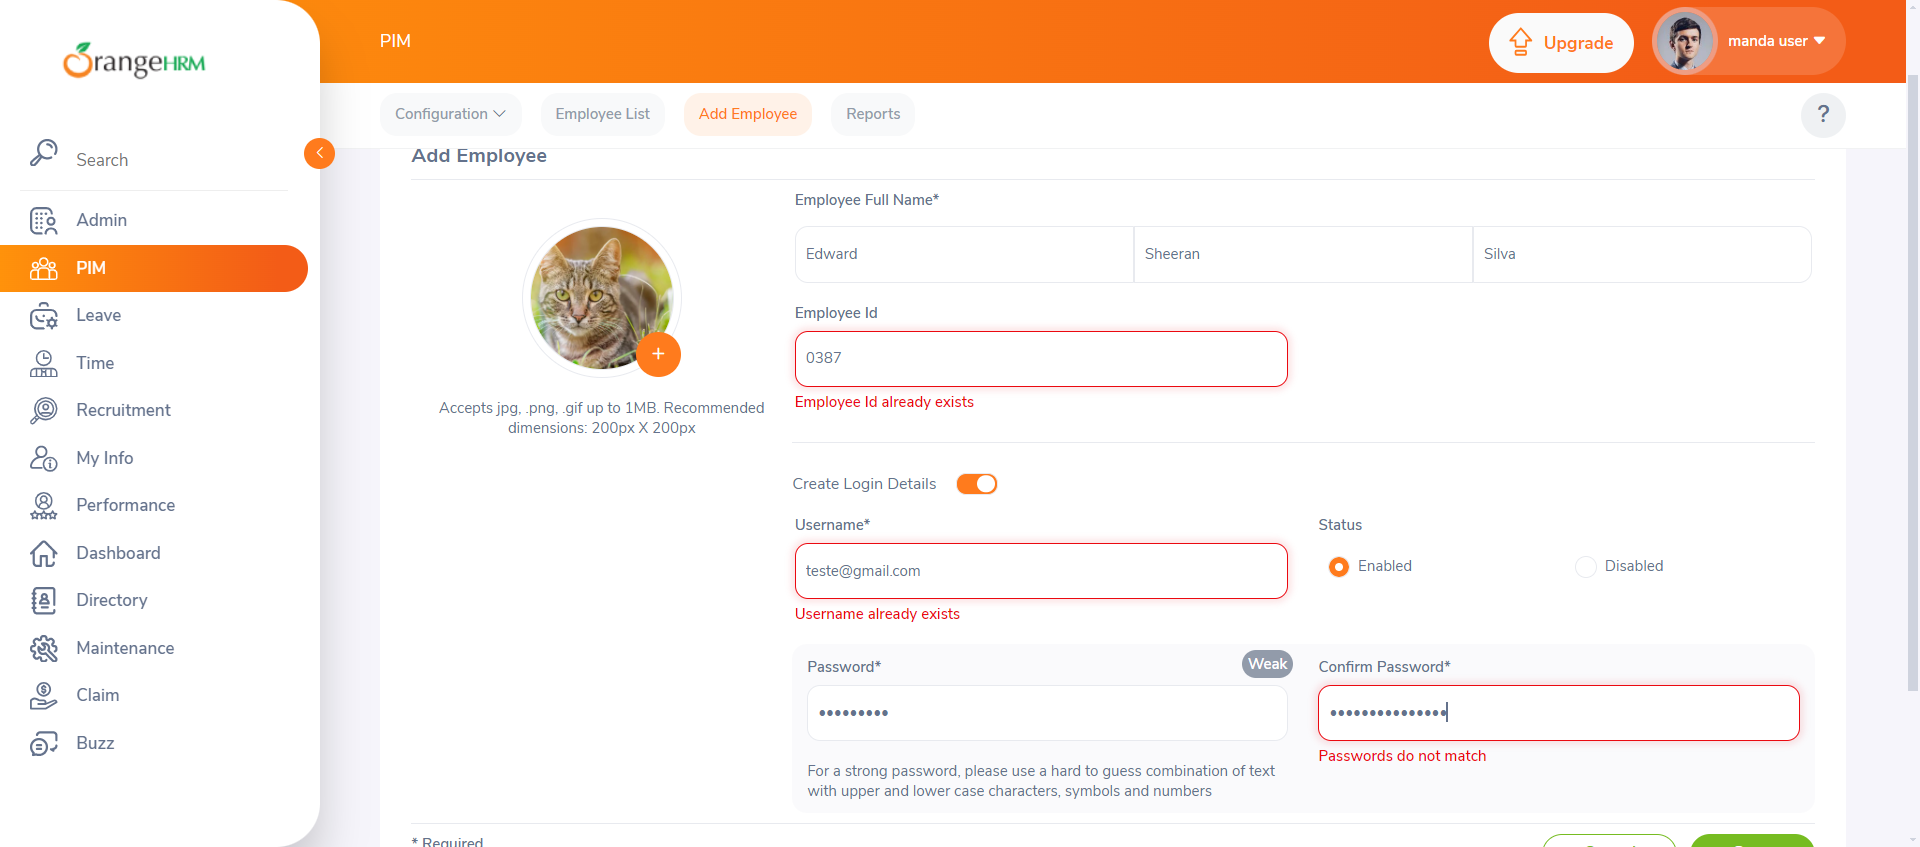 OrangeHRM
PIM
Upgrade
manda user
Configuration
Employee List
Add Employee
Reports
?
Search
Admin
PIM
Leave
Time
Recruitment
My Info
Performance
Dashboard
Directory
Maintenance
Claim
Buzz
Add Employee
Accepts jpg, .png, .gif up to 1MB. Recommended
dimensions: 200px X 200px
Employee Full Name*
Edward Sheeran Silva
Employee Id
0387
Employee Id already exists
Create Login Details
Username*
teste@gmail.com
Username already exists
Status
Enabled Disabled
Password*
Weak
•••••••••
For a strong password, please use a hard to guess combination of text
with upper and lower case characters, symbols and numbers
Confirm Password*
•••••••••••••••
Passwords do not match
* Required